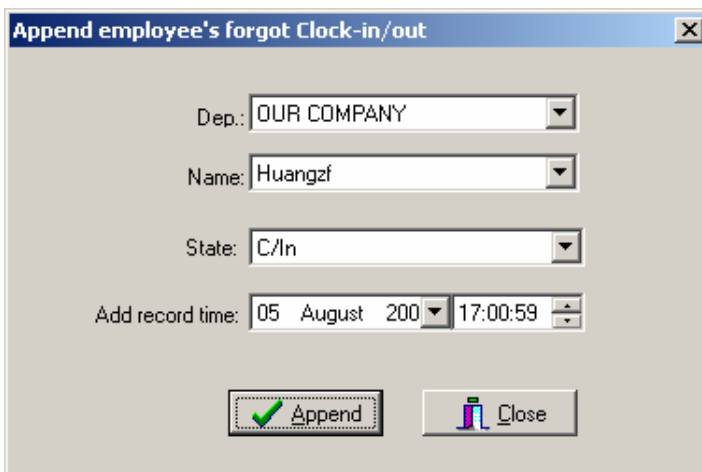 Append employee's forgot Clock-in/out
Dep.: OUR COMPANY
Name: Huangzf
State: C/In
Add record time: 05 August 200 17:00:59
Append Close